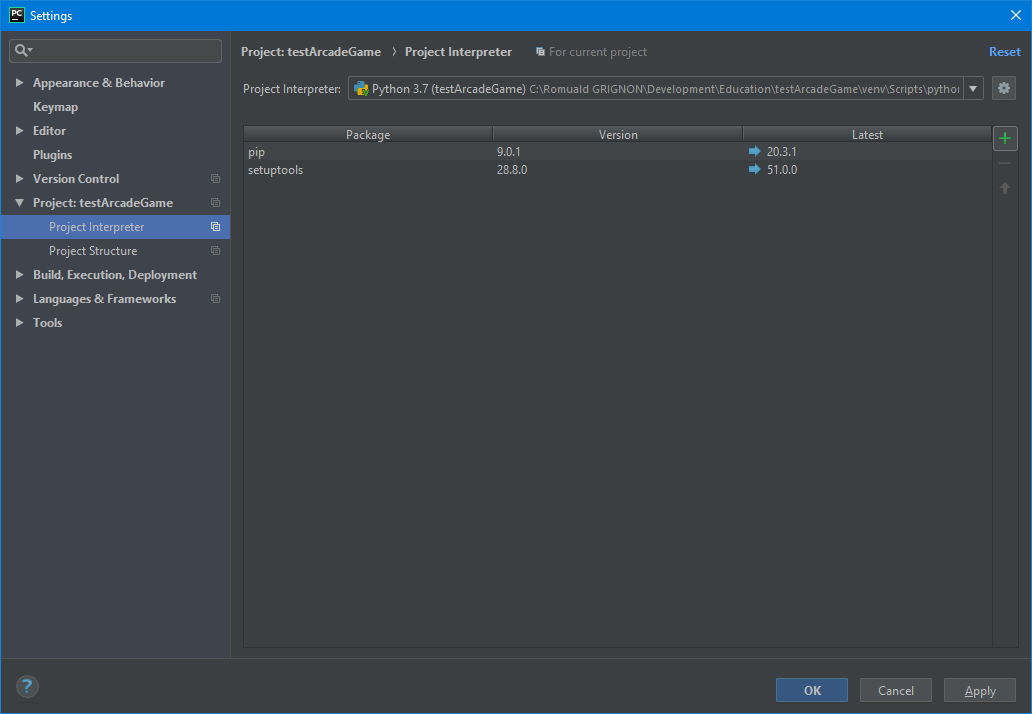 PC Settings
Project: testArcadeGame › Project Interpreter For current project Reset
Appearance & Behavior
Keymap
Editor
Plugins
Version Control
Project: testArcadeGame
Project Interpreter
Project Structure
Build, Execution, Deployment
Languages & Frameworks
Tools
Project Interpreter: Python 3.7 (testArcadeGame) C:\Romuald GRIGNON\Development\Education\testArcadeGame\venv\Scripts\pythor
Package Version Latest
pip 9.0.1 20.3.1
setuptools 28.8.0 51.0.0
? OK Cancel Apply